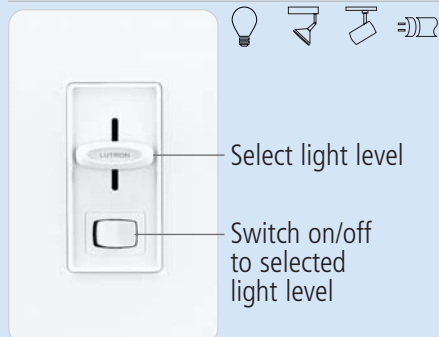 LUTRON
Select light level
Switch on/off
to selected
light level